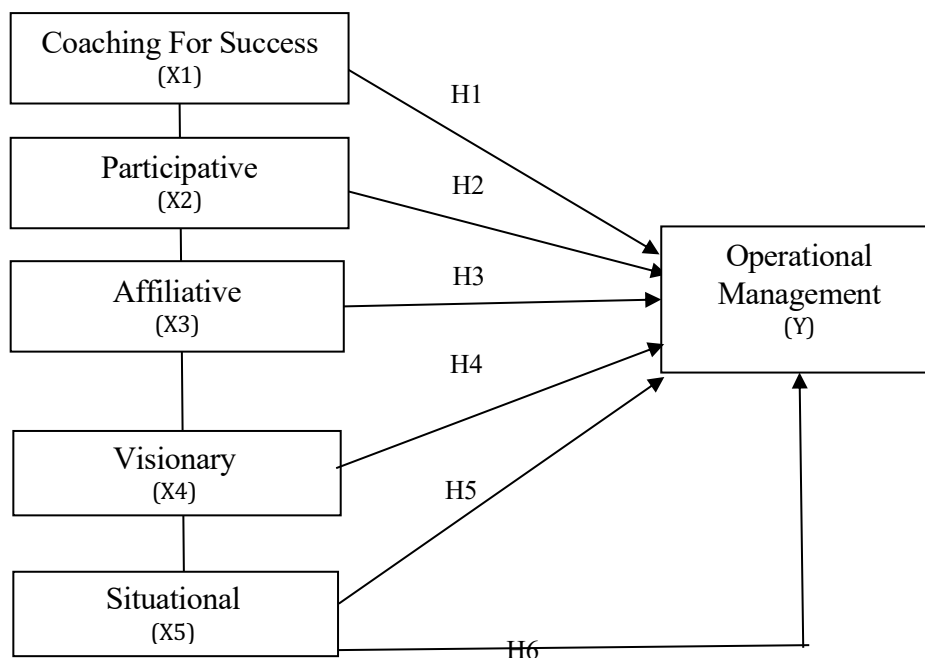 Coaching For Success
(X1)
H1
Participative
(X2)
H2
Affiliative
(X3)
H3
Operational
Management
(Y)
H4
Visionary
(X4)
H5
Situational
(X5)
H6